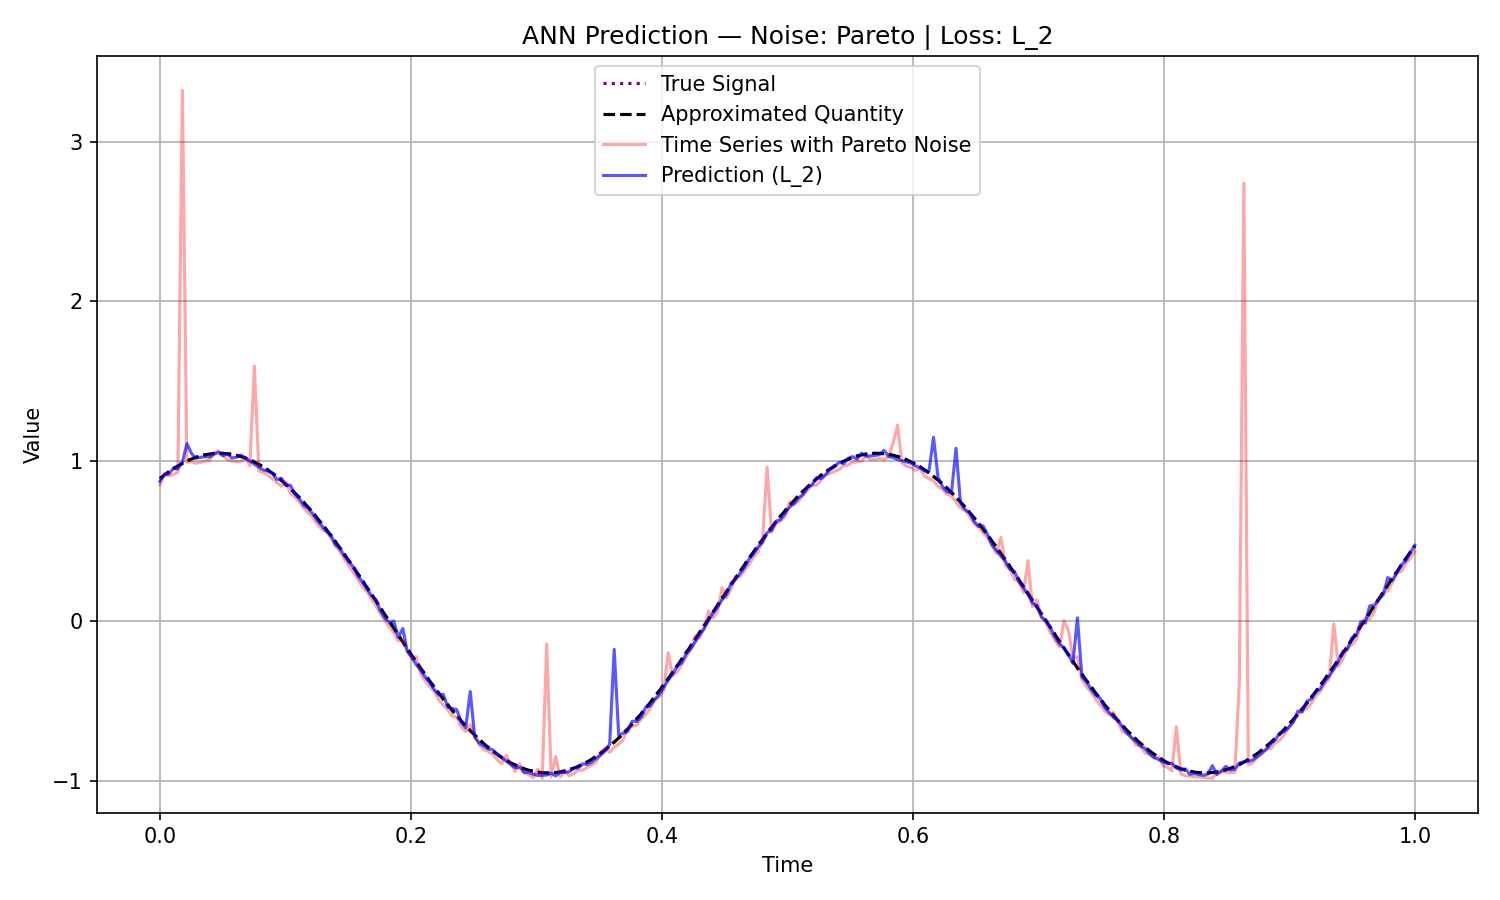 ANN Prediction — Noise: Pareto | Loss: L_2
True Signal
Approximated Quantity
Time Series with Pareto Noise
Prediction (L_2)
Value
3
2
1
0
−1
0.0 0.2 0.4 0.6 0.8 1.0
Time